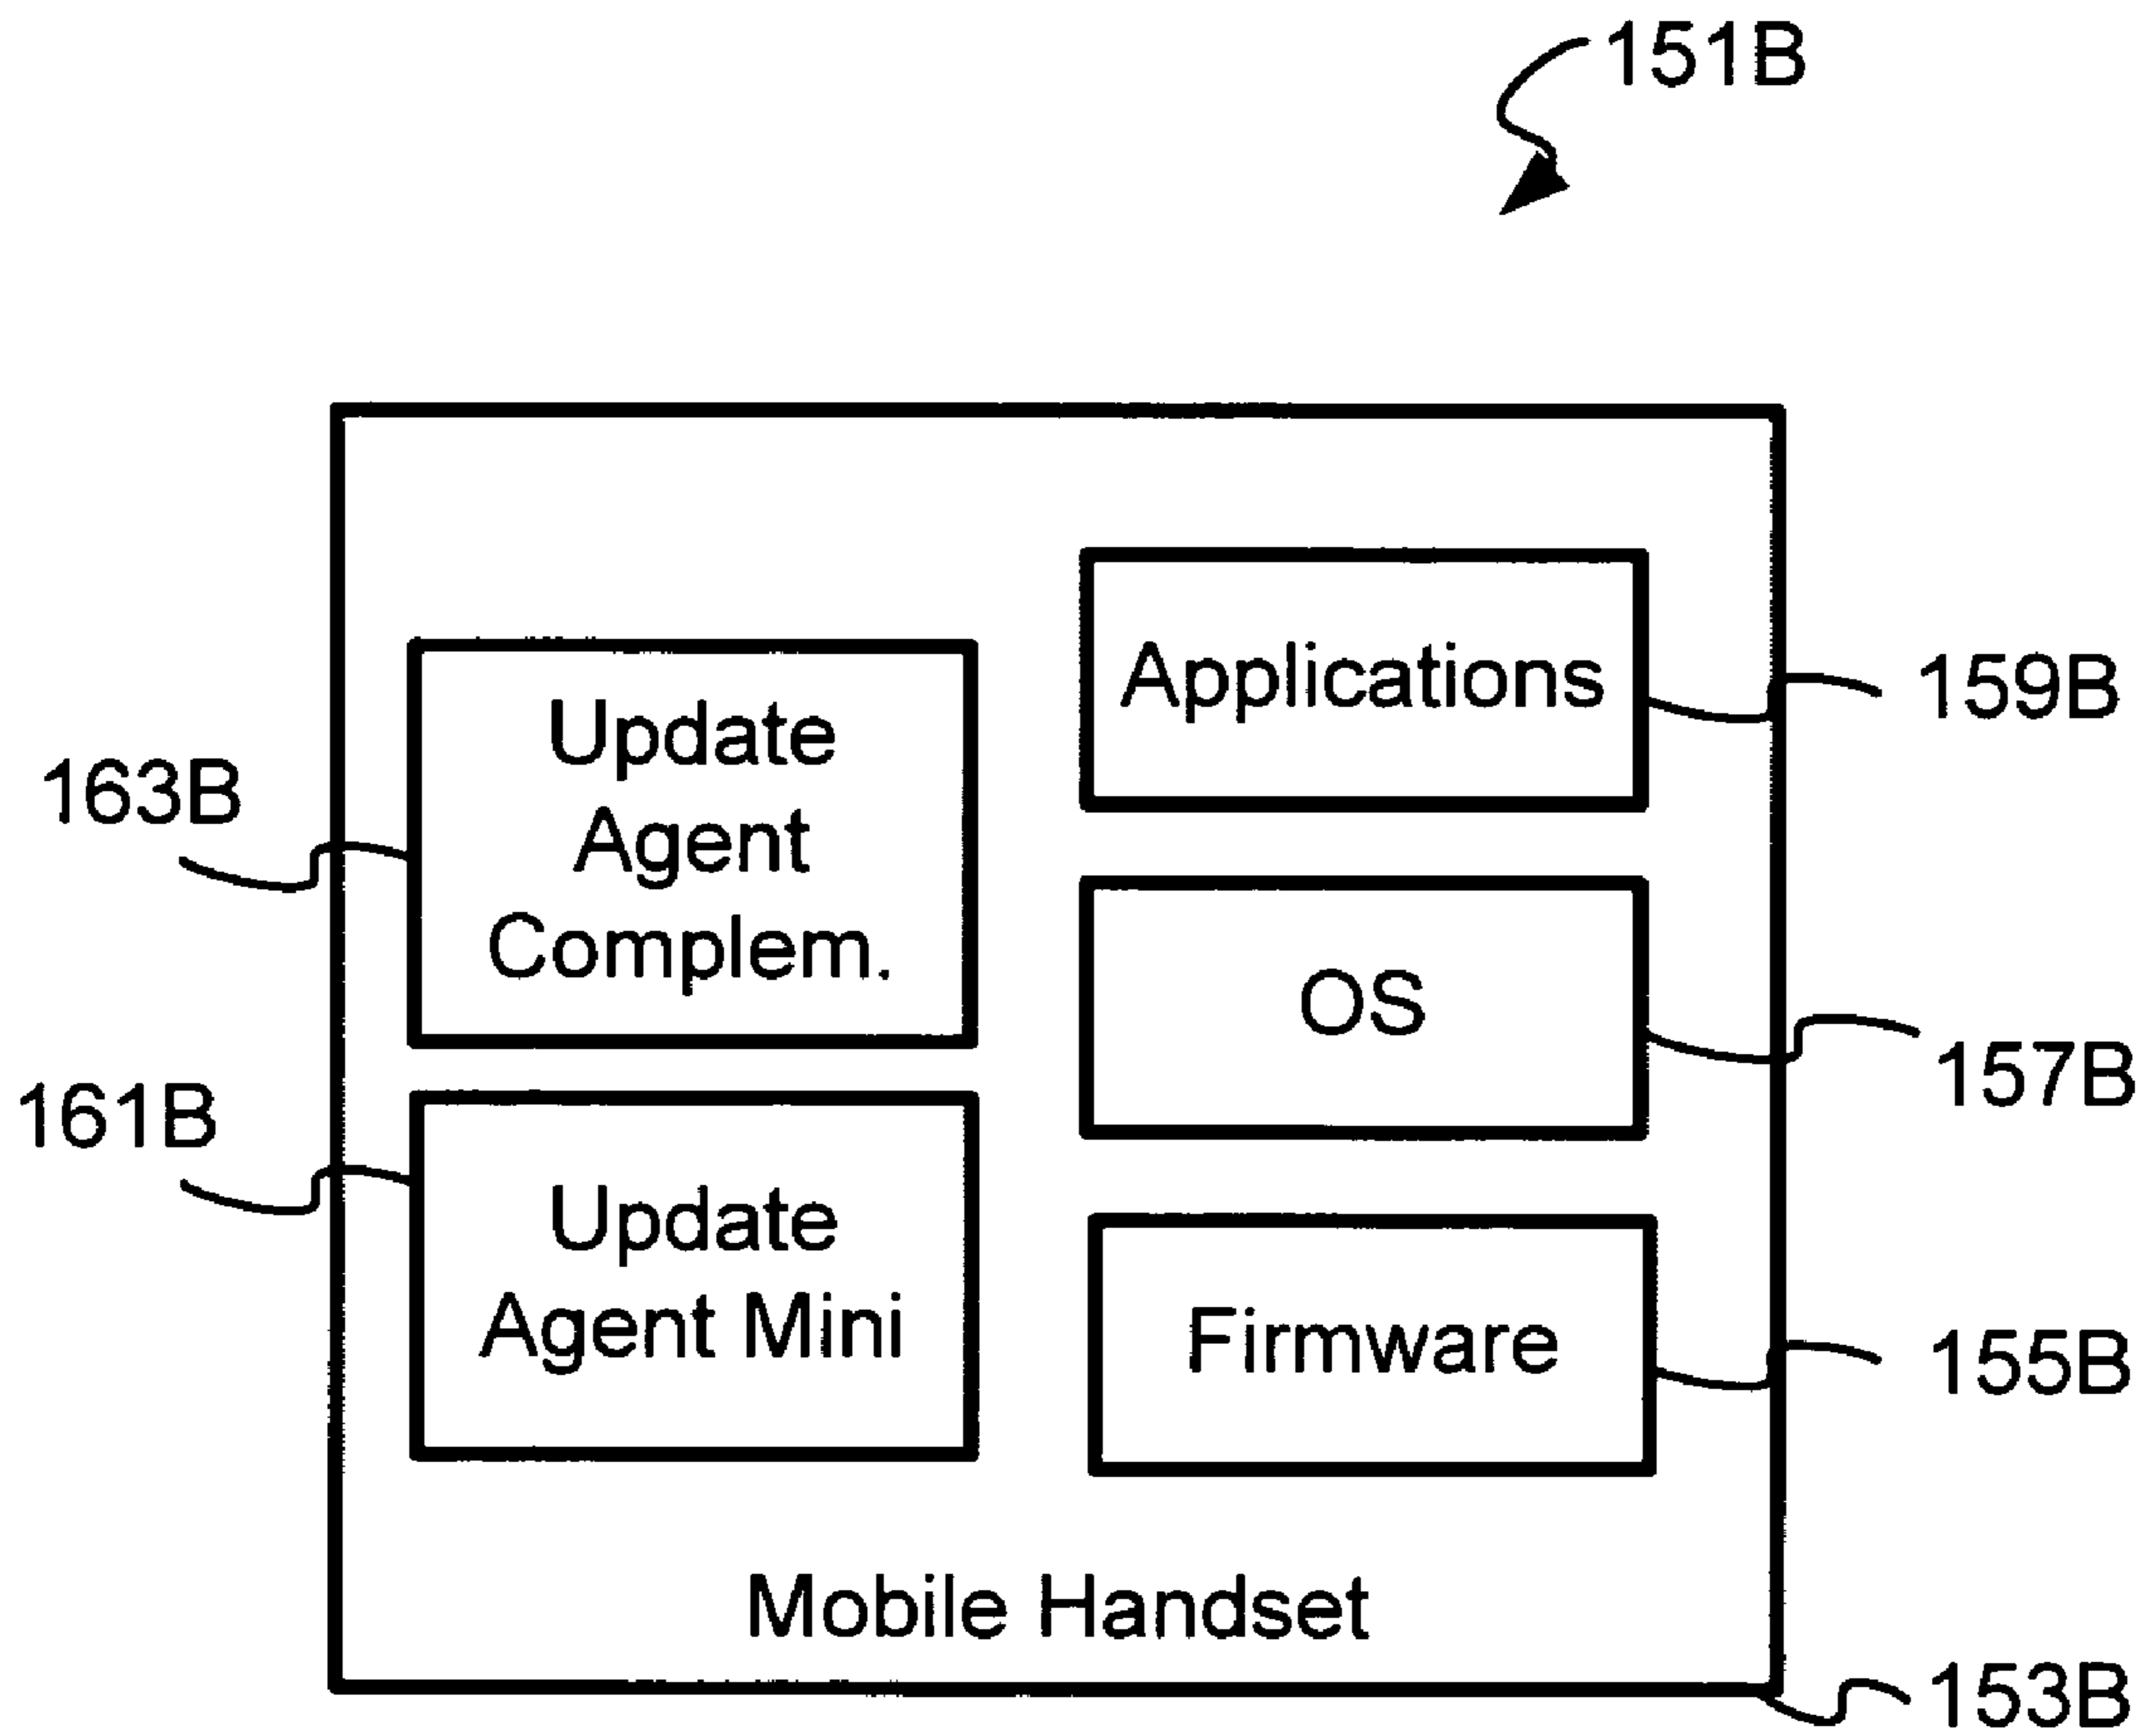 151B
Applications
159B
Update
Agent
Complem.
163B
OS
157B
161B
Update
Agent Mini
Firmware
155B
Mobile Handset
153B